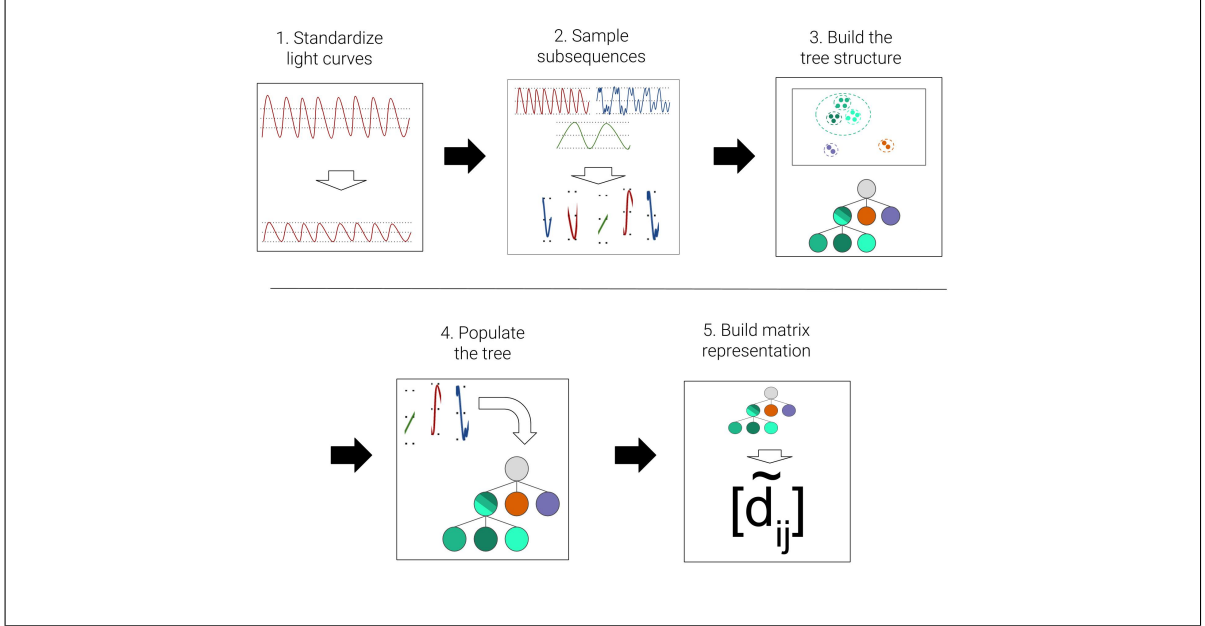 1. Standardize
light curves
2. Sample
subsequences
3. Build the
tree structure
4. Populate
the tree
5. Build matrix
representation
[d̃ij]